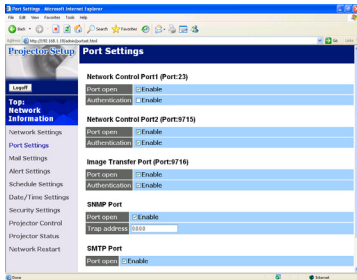 Port Settings - Microsoft Internet Explorer
File Edit View Favorites Tools Help
Back Search Favorites
Projector Setup
Port Settings
Logoff
Top:
Network
Information
Network Settings
Port Settings
Mail Settings
Alert Settings
Schedule Settings
Date/Time Settings
Security Settings
Projector Control
Projector Status
Network Restart
Network Control Port1 (Port:23)
Port open Enable
Authentication Enable
Network Control Port2 (Port:9715)
Port open Enable
Authentication Enable
Image Transfer Port (Port:9716)
Port open Enable
Authentication Enable
SNMP Port
Port open Enable
Trap address
SMTP Port
Port open Enable
Done Internet